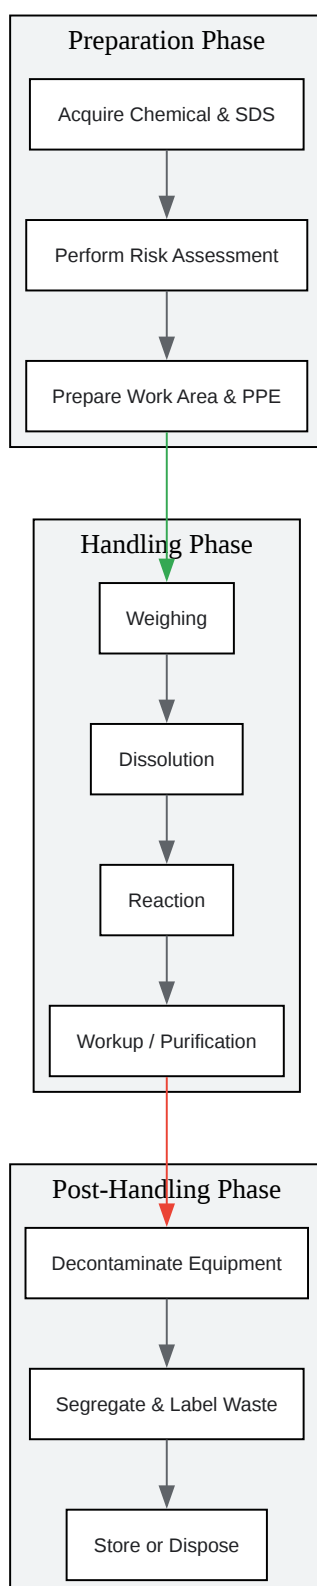 Preparation Phase
Acquire Chemical & SDS
Perform Risk Assessment
Prepare Work Area & PPE
Handling Phase
Weighing
Dissolution
Reaction
Workup / Purification
Post-Handling Phase
Decontaminate Equipment
Segregate & Label Waste
Store or Dispose